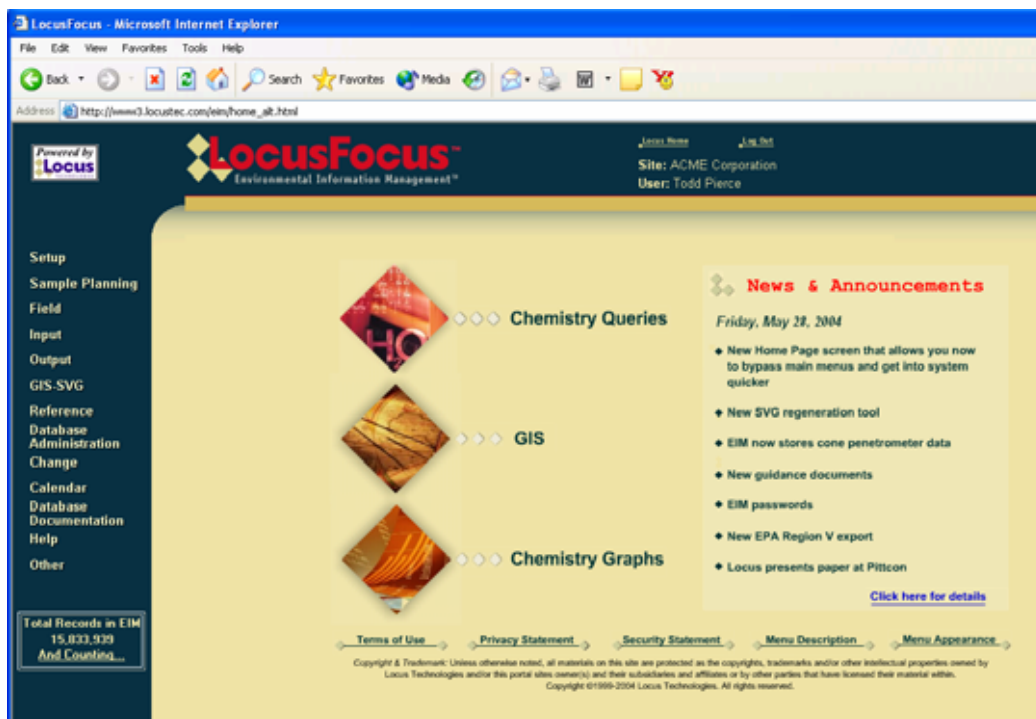 LocusFocus - Microsoft Internet Explorer
File Edit View Favorites Tools Help
Back Search Favorites Media
Address http://www3.locustec.com/eim/home_alt.html
Powered by
Locus
LocusFocus™
Environmental Information Management™
Locus Home Log Out
Site: ACME Corporation
User: Todd Pierce
Setup
Sample Planning
Field
Input
Output
GIS-SVG
Reference
Database
Administration
Change
Calendar
Database
Documentation
Help
Other
Total Records in EIM
15,033,939
And Counting...
Chemistry Queries
GIS
Chemistry Graphs
News & Announcements
Friday, May 28, 2004
New Home Page screen that allows you now
to bypass main menus and get into system
quicker
New SVG regeneration tool
EIM now stores cone penetrometer data
New guidance documents
EIM passwords
New EPA Region V export
Locus presents paper at Pittcon
Click here for details
Terms of Use Privacy Statement Security Statement Menu Description Menu Appearance
Copyright & Trademark: Unless otherwise noted, all materials on this site are protected as the copyrights, trademarks and/or other intellectual properties owned by
Locus Technologies and/or this portal sites owner(s) and their subsidiaries and affiliates or by other parties that have licensed their material within.
Copyright ©1999-2004 Locus Technologies. All rights reserved.